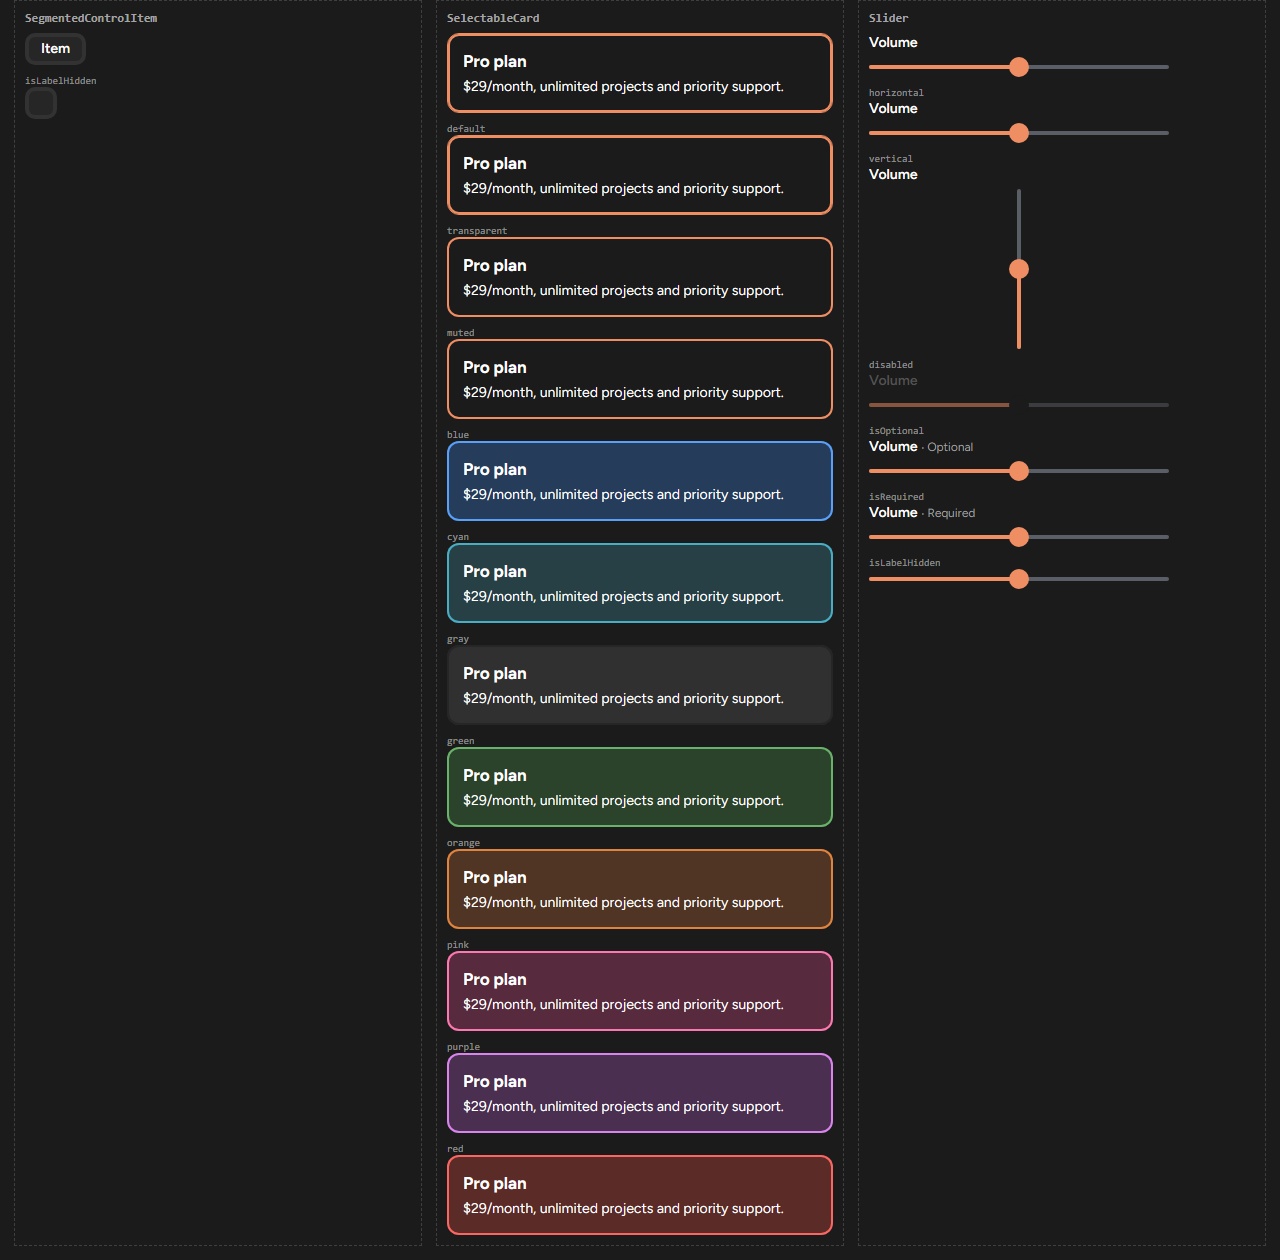 SegmentedControlItem
Item
isLabelHidden
SelectableCard
Pro plan
$29/month, unlimited projects and priority support.
default
Pro plan
$29/month, unlimited projects and priority support.
transparent
Pro plan
$29/month, unlimited projects and priority support.
muted
Pro plan
$29/month, unlimited projects and priority support.
blue
Pro plan
$29/month, unlimited projects and priority support.
cyan
Pro plan
$29/month, unlimited projects and priority support.
gray
Pro plan
$29/month, unlimited projects and priority support.
green
Pro plan
$29/month, unlimited projects and priority support.
orange
Pro plan
$29/month, unlimited projects and priority support.
pink
Pro plan
$29/month, unlimited projects and priority support.
purple
Pro plan
$29/month, unlimited projects and priority support.
red
Pro plan
$29/month, unlimited projects and priority support.
Slider
Volume
horizontal
Volume
vertical
Volume
disabled
Volume
isOptional
Volume · Optional
isRequired
Volume · Required
isLabelHidden